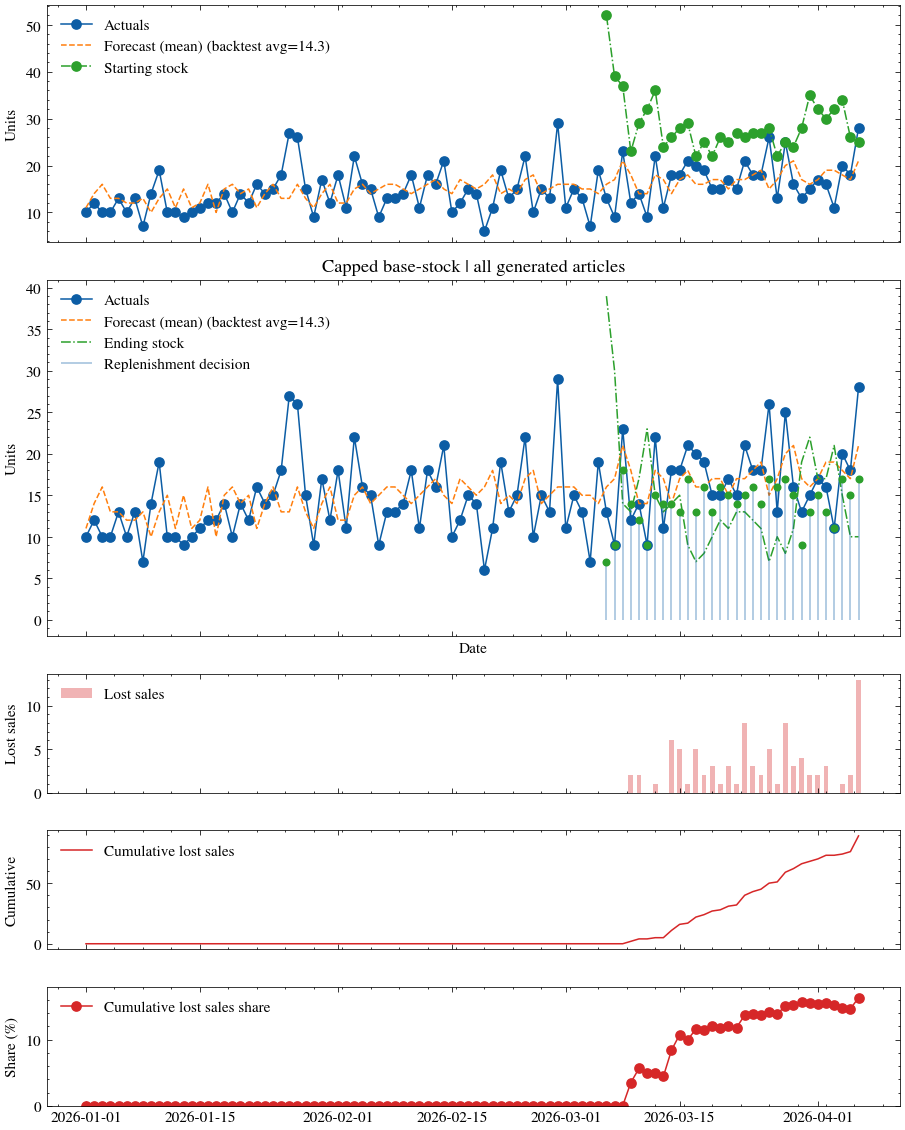 50
40
30
20
10
Units
Actuals
Forecast (mean) (backtest avg=14.3)
Starting stock
Capped base-stock | all generated articles
40
35
30
25
20
15
10
5
0
Units
Actuals
Forecast (mean) (backtest avg=14.3)
Ending stock
Replenishment decision
Date
10
5
0
Lost sales
Lost sales
50
0
Cumulative
Cumulative lost sales
10
0
Share (%)
Cumulative lost sales share
2026-01-01 2026-01-15 2026-02-01 2026-02-15 2026-03-01 2026-03-15 2026-04-01